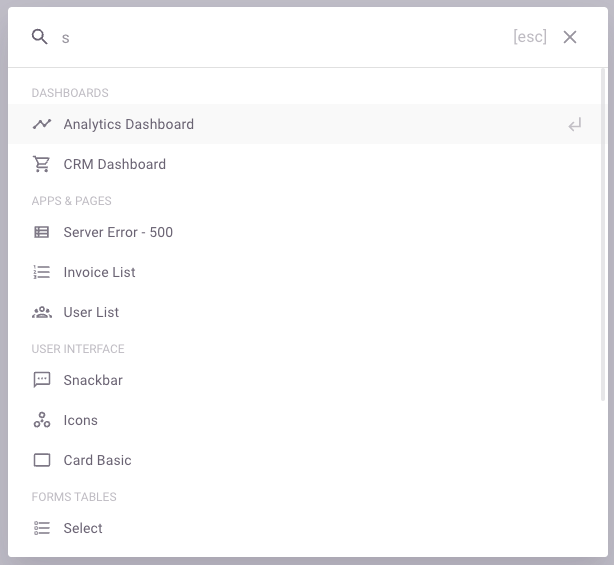 s [esc]
DASHBOARDS
Analytics Dashboard
CRM Dashboard
APPS & PAGES
Server Error - 500
Invoice List
User List
USER INTERFACE
Snackbar
Icons
Card Basic
FORMS TABLES
Select